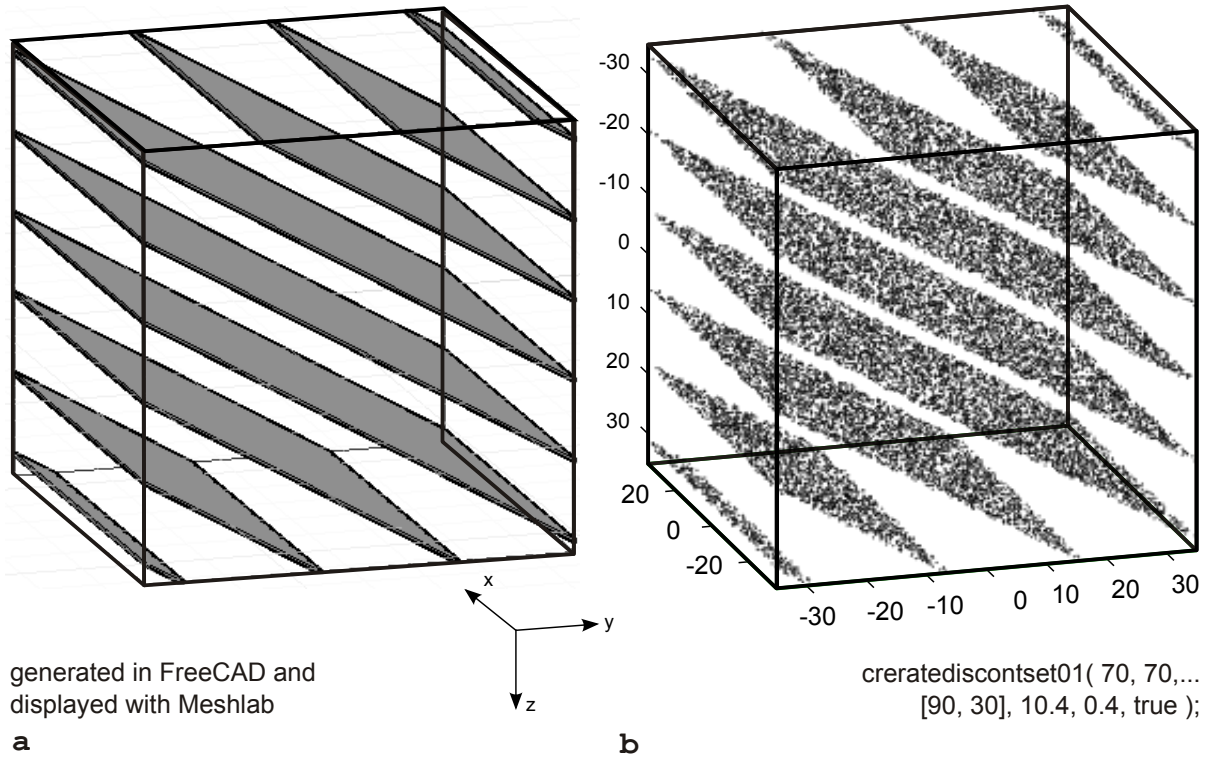 -30
-20
-10
0
10
20
30
20
0
-20
-30
-20
-10
0
10
20
30
x
y
z
generated in FreeCAD and
displayed with Meshlab
creratediscontset01( 70, 70,...
[90, 30], 10.4, 0.4, true );
a
b